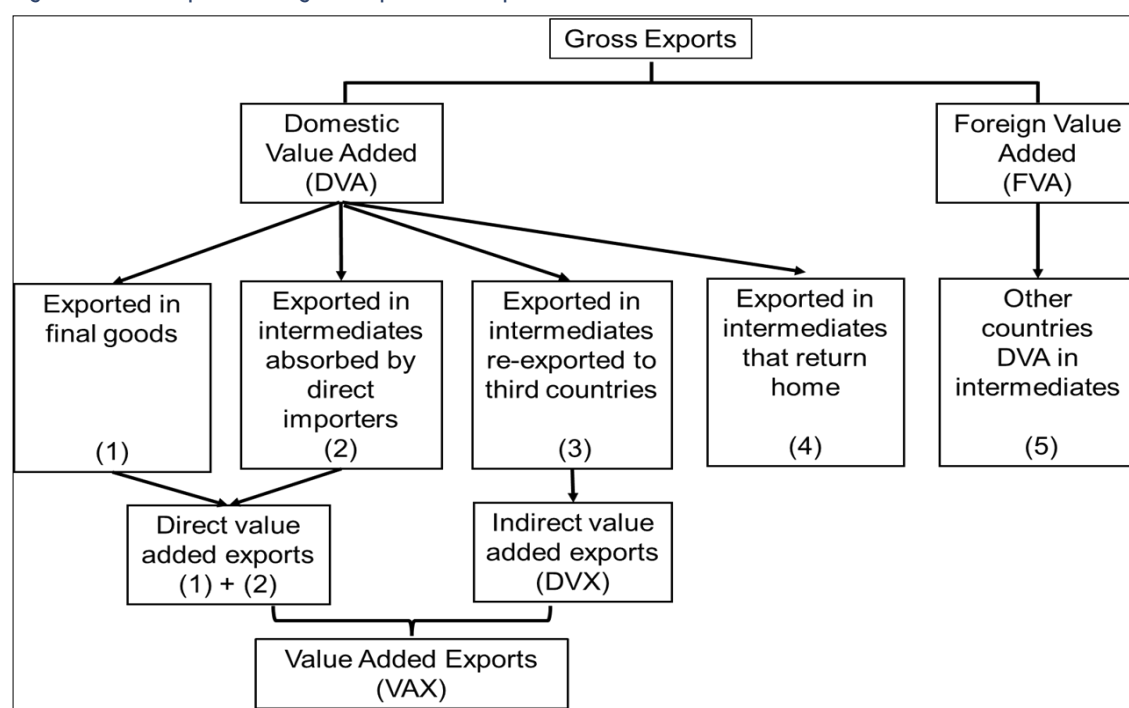 Gross Exports
Domestic
Value Added
(DVA)
Foreign Value
Added
(FVA)
Exported in
final goods
(1)
Exported in
intermediates
absorbed by
direct
importers
(2)
Exported in
intermediates
re-exported to
third countries
(3)
Exported in
intermediates
that return
home
(4)
Other
countries
DVA in
intermediates
(5)
Direct value
added exports
(1) + (2)
Indirect value
added exports
(DVX)
Value Added Exports
(VAX)